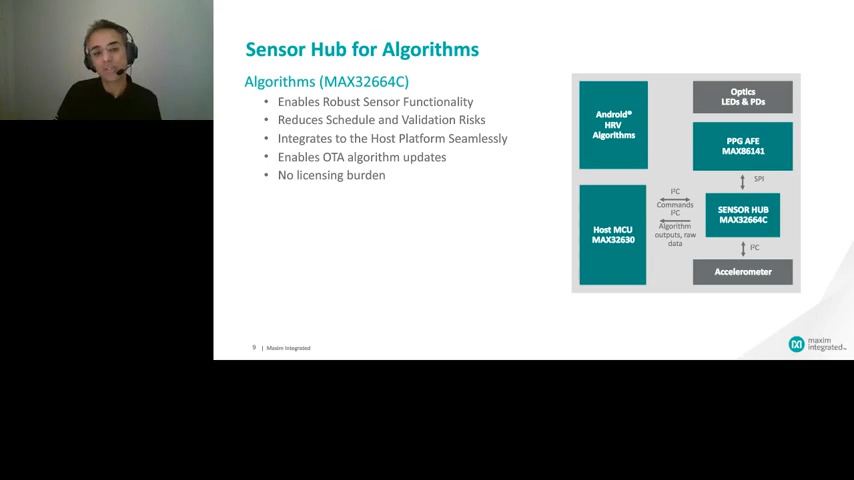 Sensor Hub for Algorithms
Algorithms (MAX32664C)
• Enables Robust Sensor Functionality
• Reduces Schedule and Validation Risks
• Integrates to the Host Platform Seamlessly
• Enables OTA algorithm updates
• No licensing burden
Android®
HRV
Algorithms
Host MCU
MAX32630
I²C
Commands
I²C
Algorithm
outputs, raw
data
Optics
LEDs & PDs
PPG AFE
MAX86141
SPI
SENSOR HUB
MAX32664C
I²C
Accelerometer
9 | Maxim Integrated
maxim
integrated™